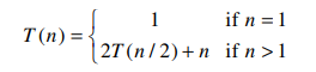 T(n) = { 1 if n = 1
2T(n/2) + n if n > 1